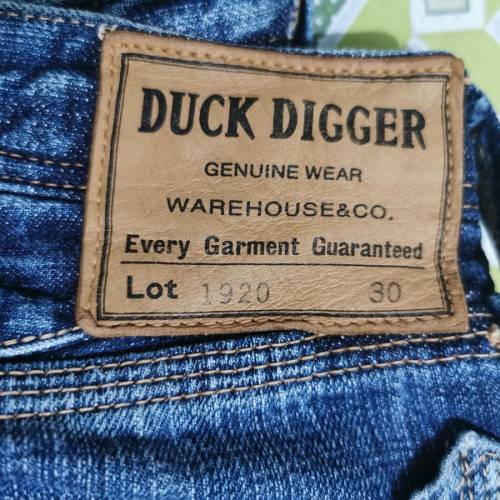 DUCK DIGGER
GENUINE WEAR
WAREHOUSE&CO.
Every Garment Guaranteed
Lot 1920 30